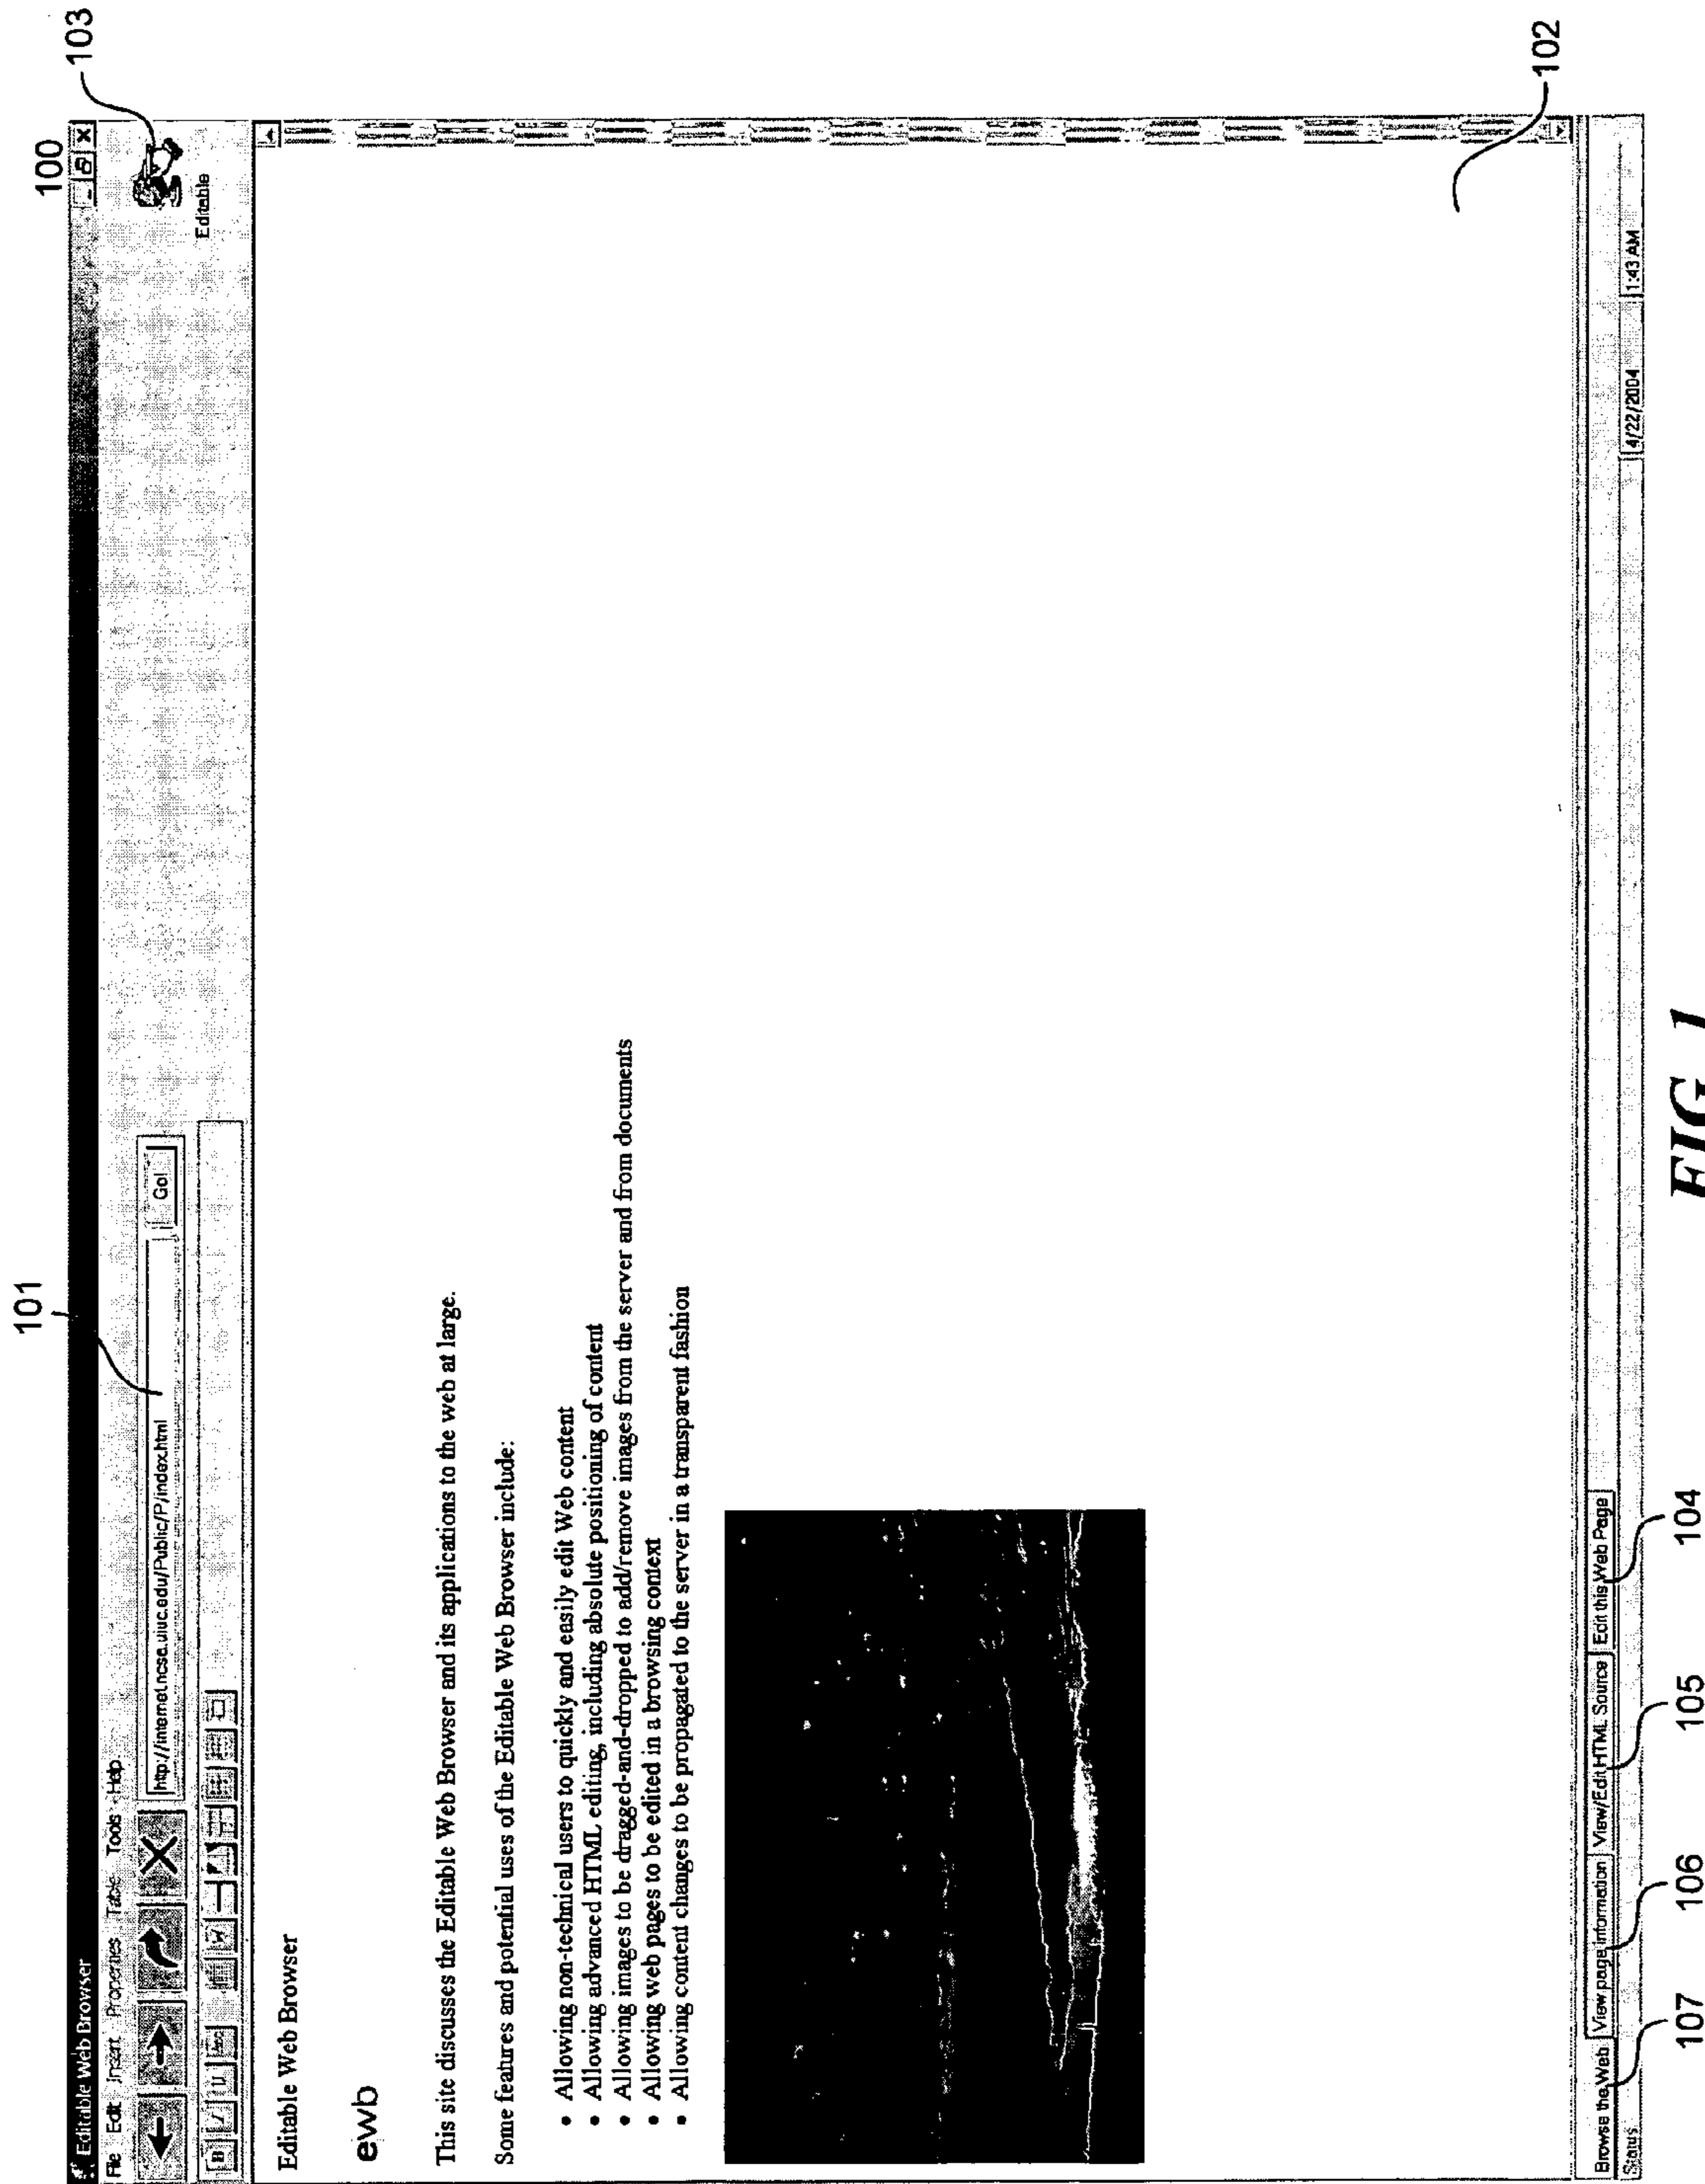 100
101
103
Editable Web Browser
File Edit Insert Properties Table Tools Help
http://internet.ncsa.uiuc.edu/Public/P/index.html Go!
Editable
Editable Web Browser
ewb
This site discusses the Editable Web Browser and its applications to the web at large.
Some features and potential uses of the Editable Web Browser include:
• Allowing non-technical users to quickly and easily edit Web content
• Allowing advanced HTML editing, including absolute positioning of content
• Allowing images to be dragged-and-dropped to add/remove images from the server and from documents
• Allowing web pages to be edited in a browsing context
• Allowing content changes to be propagated to the server in a transparent fashion
102
Browse the Web View page information View/Edit HTML Source Edit this Web Page
Status 4/22/2004 1:43 AM
107 106 105 104
FIG. 1